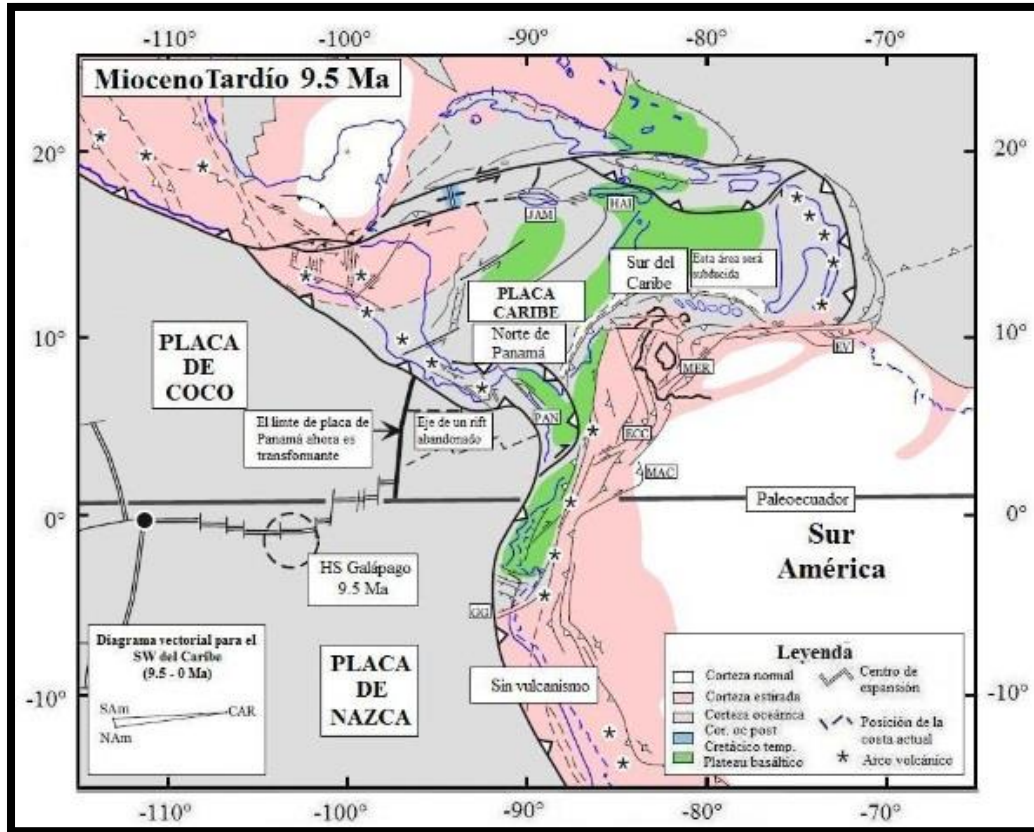 -110° -100° -90° -80° -70°
Mioceno Tardío 9.5 Ma
20° 20°
JAM
HAI
Sur del
Caribe
Esta área será
subducida
PLACA
CARIBE
Norte de
Panamá
10° 10°
PLACA
DE
COCO
MER
EV
El limte de placa de
Panamá ahora es
transformante
Eje de un rift
abandonado
PAN
ECC
MAC
Paleoecuador
0° 0°
Sur
América
HS Galápago
9.5 Ma
GG
Diagrama vectorial para el
SW del Caribe
(9.5 - 0 Ma)
SAm
CAR
NAm
PLACA
DE
NAZCA
Sin vulcanismo
Leyenda
Corteza normal
Corteza estirada
Corteza oceánica
Cor. oc post
Cretácico temp.
Plateau basáltico
Centro de
expansión
Posición de la
costa actual
Arco volcánico
-10° -10°
-110° -100° -90° -80° -70°